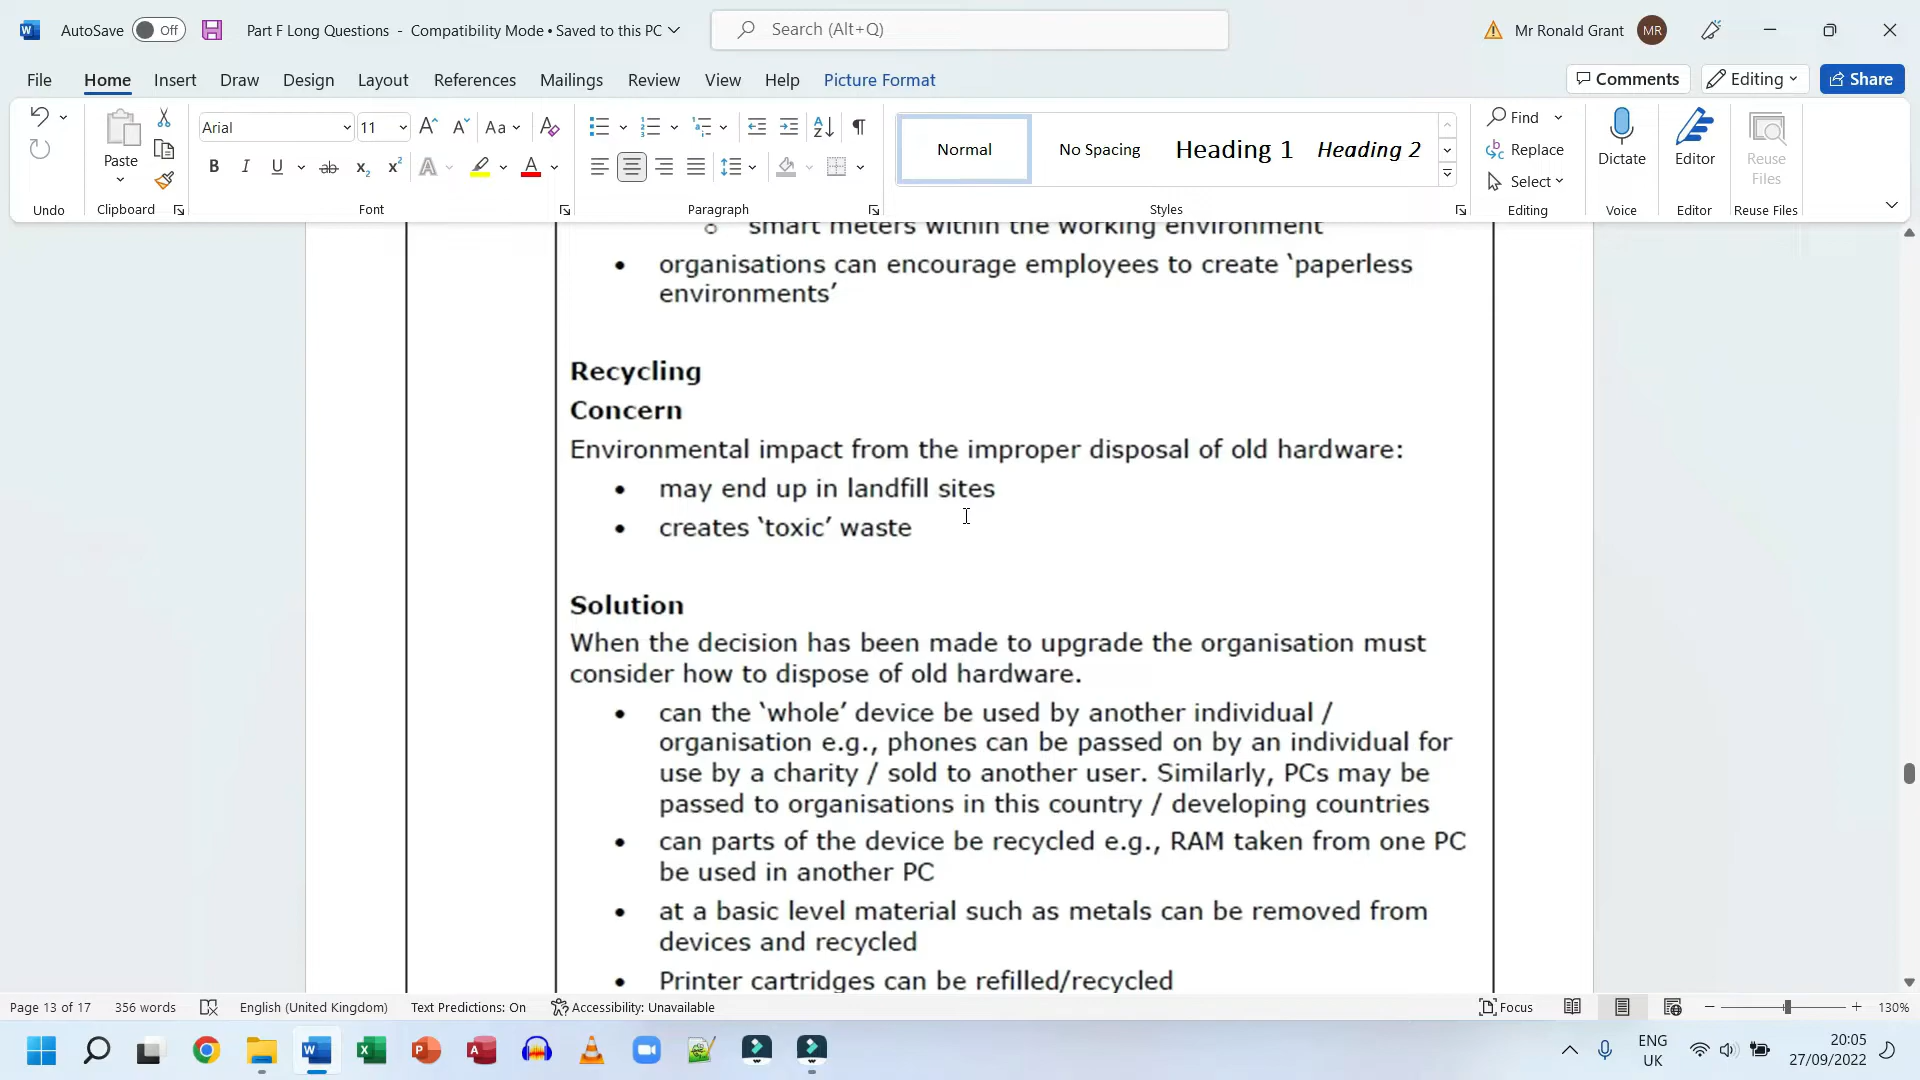 AutoSave Off Part F Long Questions - Compatibility Mode • Saved to this PC Search (Alt+Q) Mr Ronald Grant MR
File Home Insert Draw Design Layout References Mailings Review View Help Picture Format Comments Editing Share
Arial 11 Aa
Paste
B I U ab x₂ x² A A
Normal No Spacing Heading 1 Heading 2
Find
Replace
Select
Dictate Editor Reuse Files
Undo Clipboard Font Paragraph Styles Editing Voice Editor Reuse Files
o smart meters within the working environment
• organisations can encourage employees to create ‘paperless
environments’
Recycling
Concern
Environmental impact from the improper disposal of old hardware:
• may end up in landfill sites
• creates ‘toxic’ waste
Solution
When the decision has been made to upgrade the organisation must
consider how to dispose of old hardware.
• can the ‘whole’ device be used by another individual /
organisation e.g., phones can be passed on by an individual for
use by a charity / sold to another user. Similarly, PCs may be
passed to organisations in this country / developing countries
• can parts of the device be recycled e.g., RAM taken from one PC
be used in another PC
• at a basic level material such as metals can be removed from
devices and recycled
• Printer cartridges can be refilled/recycled
Page 13 of 17 356 words English (United Kingdom) Text Predictions: On Accessibility: Unavailable Focus 130%
ENG
UK
20:05
27/09/2022